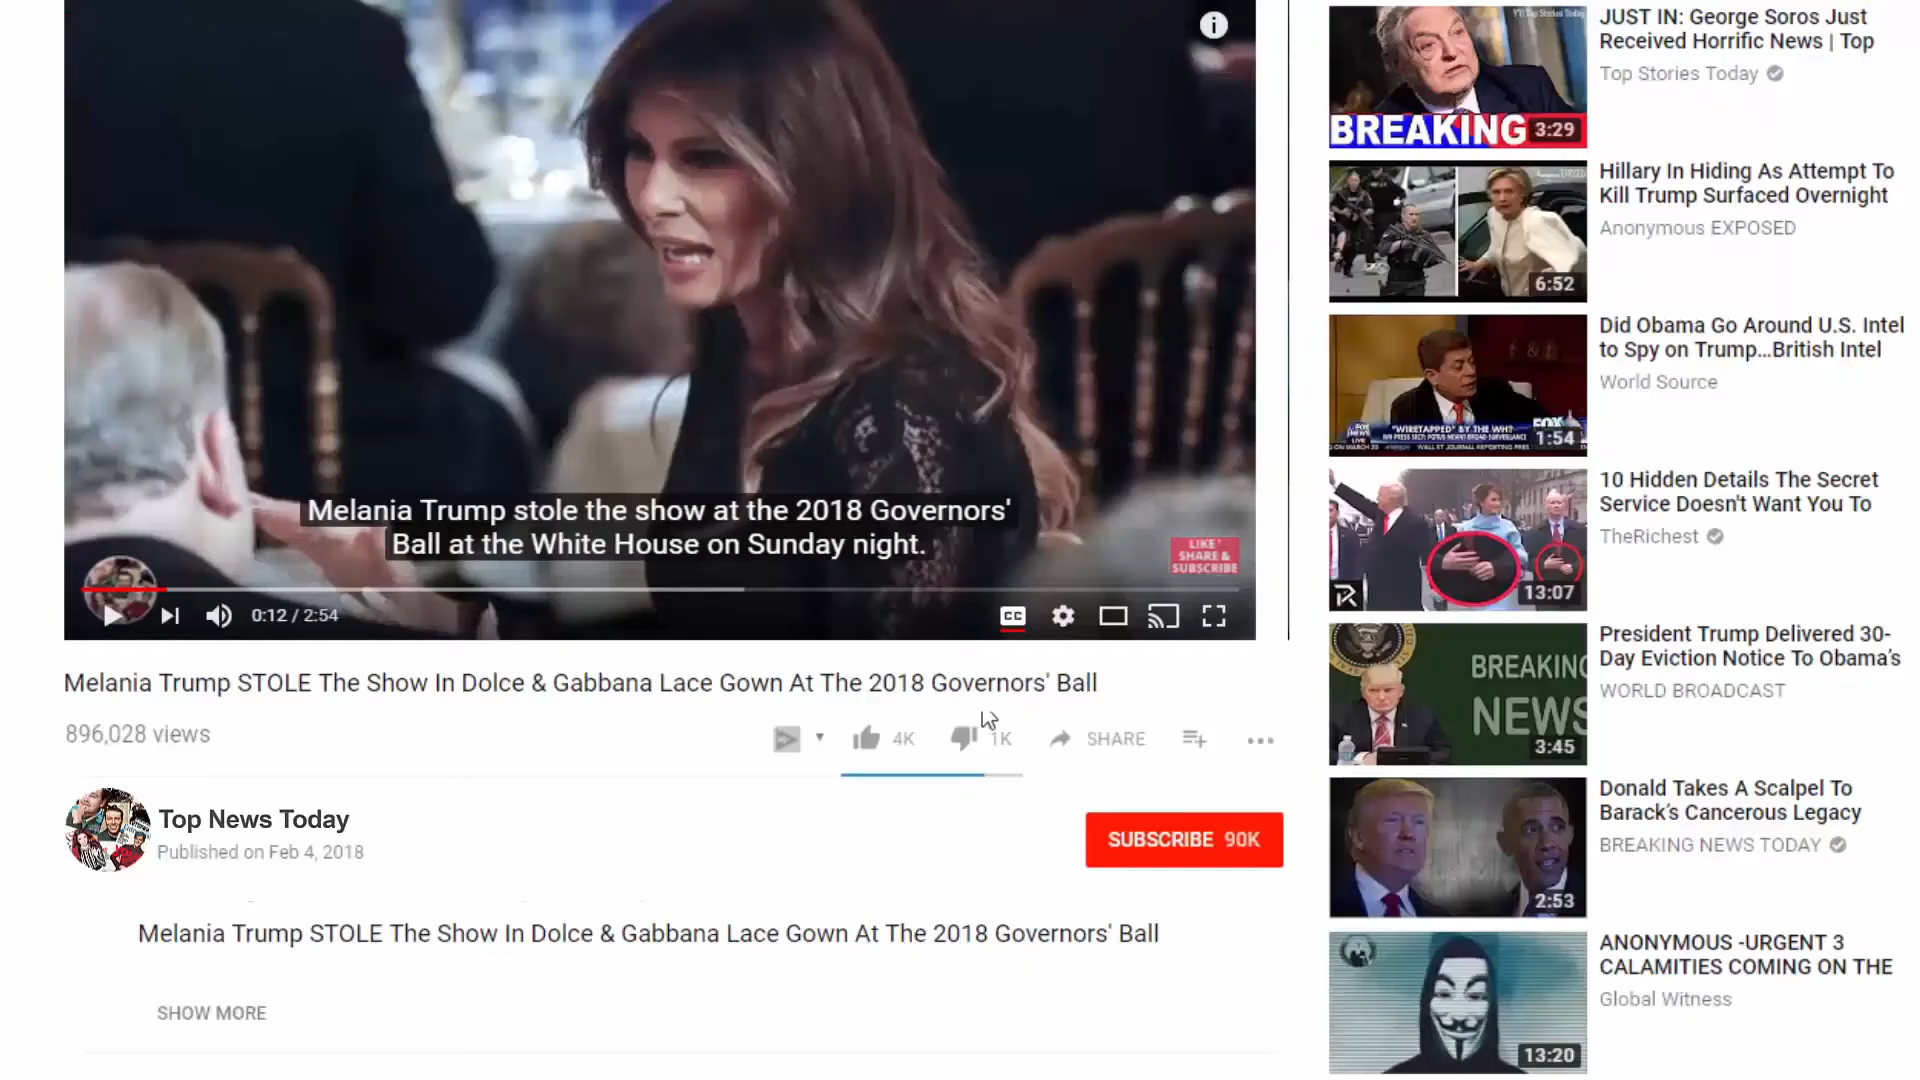 Melania Trump stole the show at the 2018 Governors'
Ball at the White House on Sunday night.
LIKE
SHARE &
SUBSCRIBE
0:12 / 2:54
CC
Melania Trump STOLE The Show In Dolce & Gabbana Lace Gown At The 2018 Governors' Ball
896,028 views
4K
1K
SHARE
Top News Today
Published on Feb 4, 2018
SUBSCRIBE 90K
Melania Trump STOLE The Show In Dolce & Gabbana Lace Gown At The 2018 Governors' Ball
SHOW MORE
BREAKING
3:29
JUST IN: George Soros Just
Received Horrific News | Top
Top Stories Today
6:52
Hillary In Hiding As Attempt To
Kill Trump Surfaced Overnight
Anonymous EXPOSED
"WIRETAPPED" BY THE WH?
1:54
Did Obama Go Around U.S. Intel
to Spy on Trump...British Intel
World Source
13:07
10 Hidden Details The Secret
Service Doesn't Want You To
TheRichest
BREAKING
NEWS
3:45
President Trump Delivered 30-
Day Eviction Notice To Obama's
WORLD BROADCAST
2:53
Donald Takes A Scalpel To
Barack's Cancerous Legacy
BREAKING NEWS TODAY
13:20
ANONYMOUS -URGENT 3
CALAMITIES COMING ON THE
Global Witness